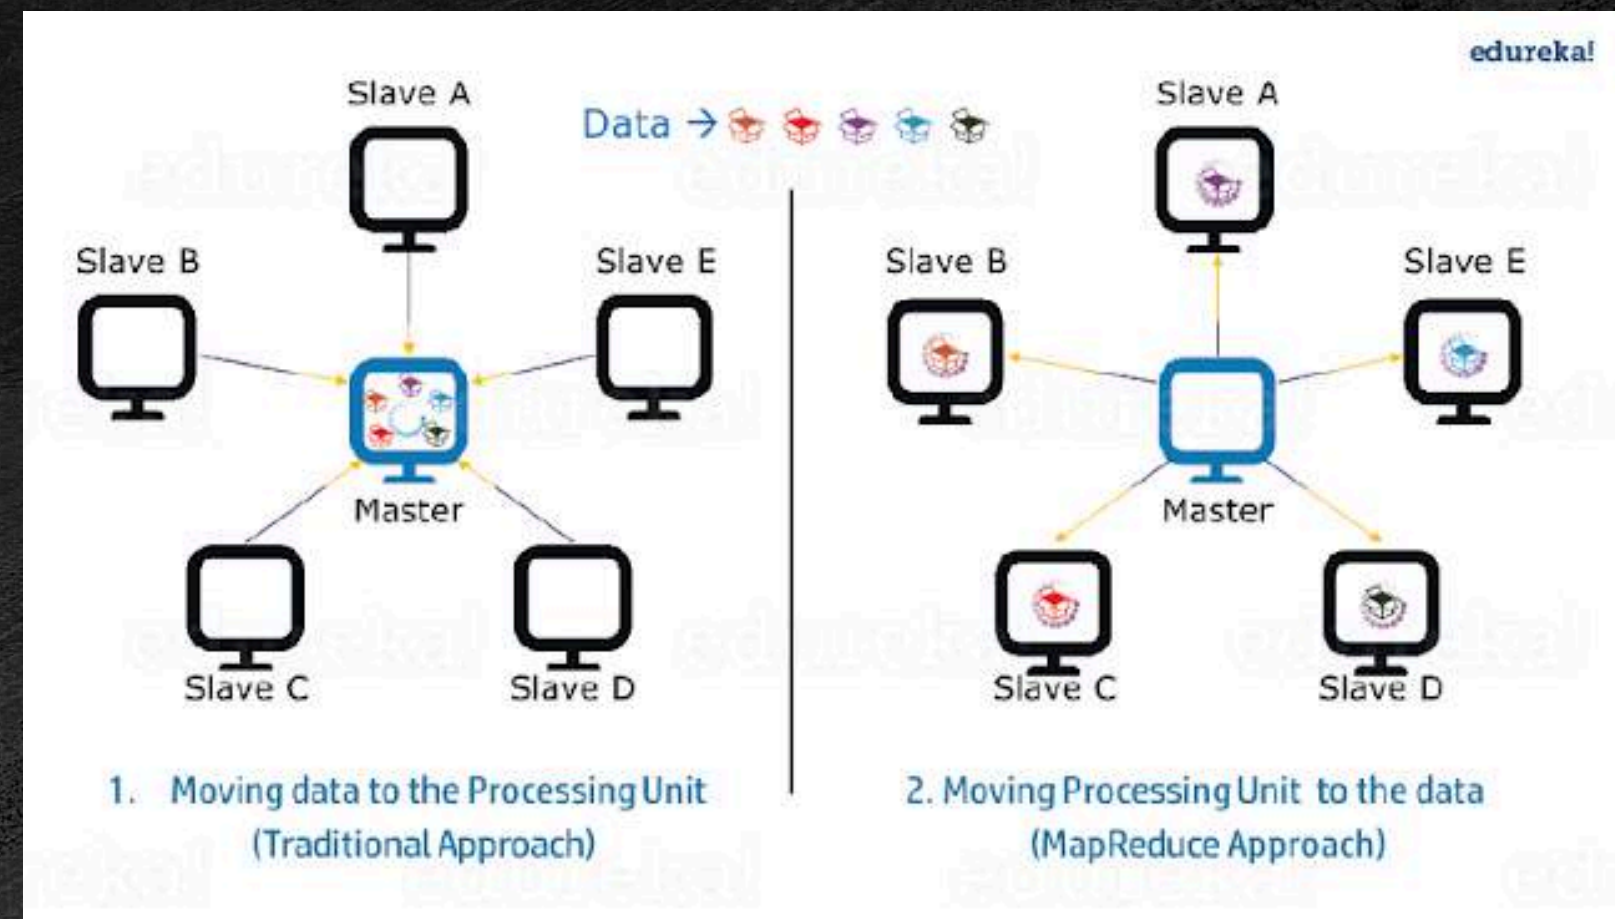 edureka!
Data →
Slave A
Slave B
Slave E
Master
Slave C
Slave D
1. Moving data to the Processing Unit
(Traditional Approach)
Slave A
Slave B
Slave E
Master
Slave C
Slave D
2. Moving Processing Unit to the data
(MapReduce Approach)